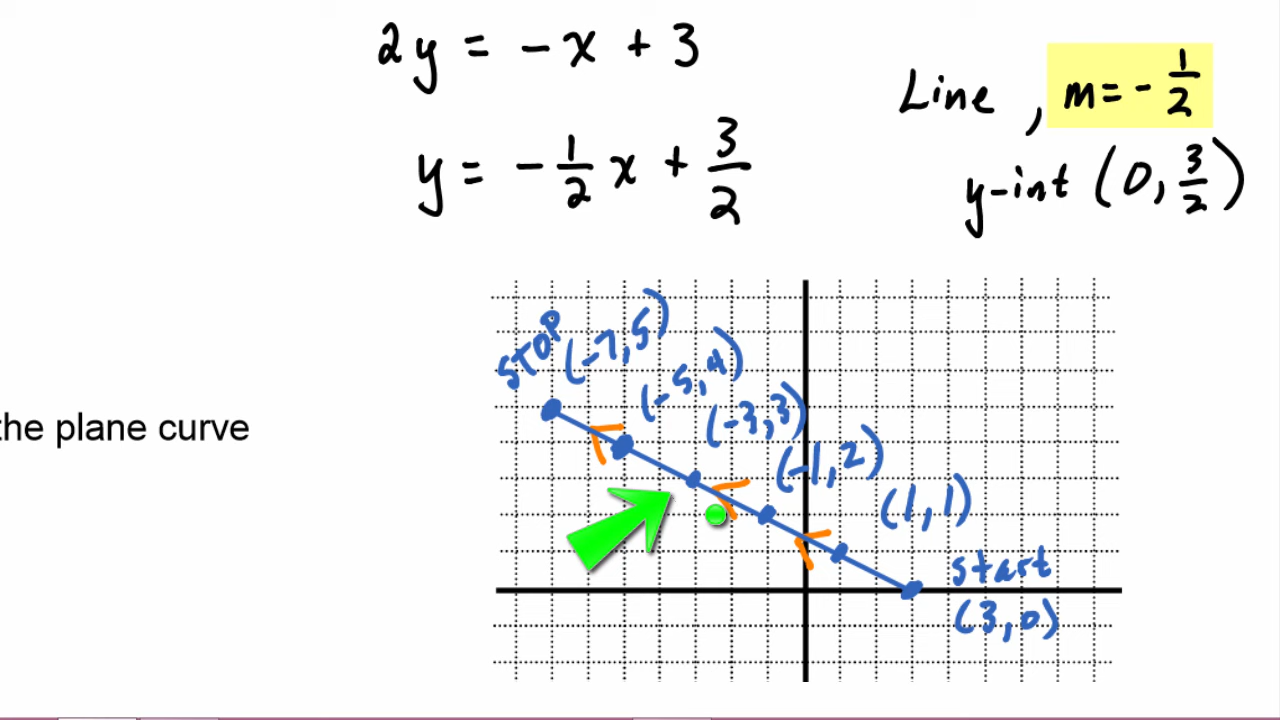 2y = -x + 3
Line , m = - 1/2
y = - 1/2 x + 3/2
y-int (0, 3/2)
STOP (-7, 5)
(-5, 4)
(-3, 3)
(-1, 2)
(1, 1)
start
(3, 0)
the plane curve